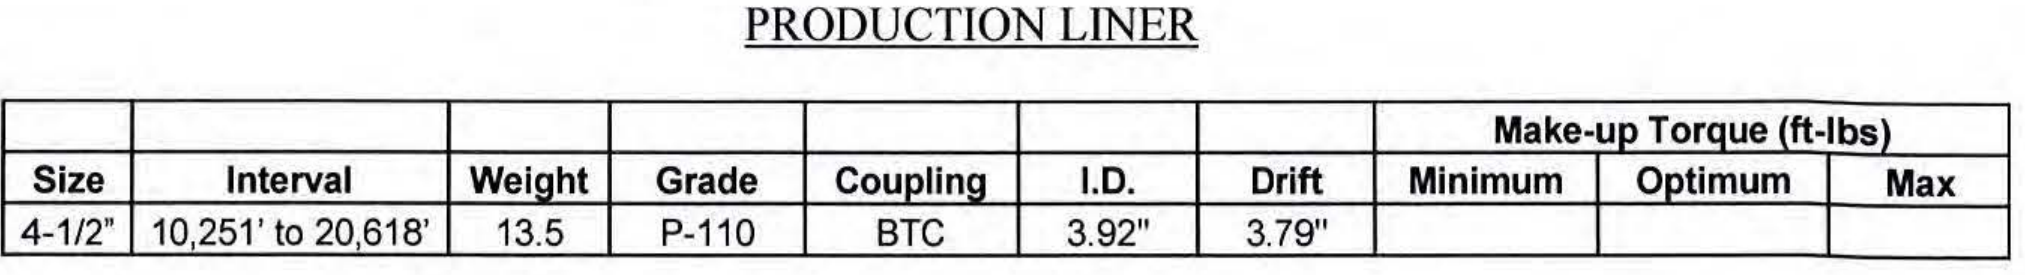 PRODUCTION LINER
Make-up Torque (ft-lbs)
Size Interval Weight Grade Coupling I.D. Drift Minimum Optimum Max
4-1/2" 10,251' to 20,618' 13.5 P-110 BTC 3.92" 3.79"